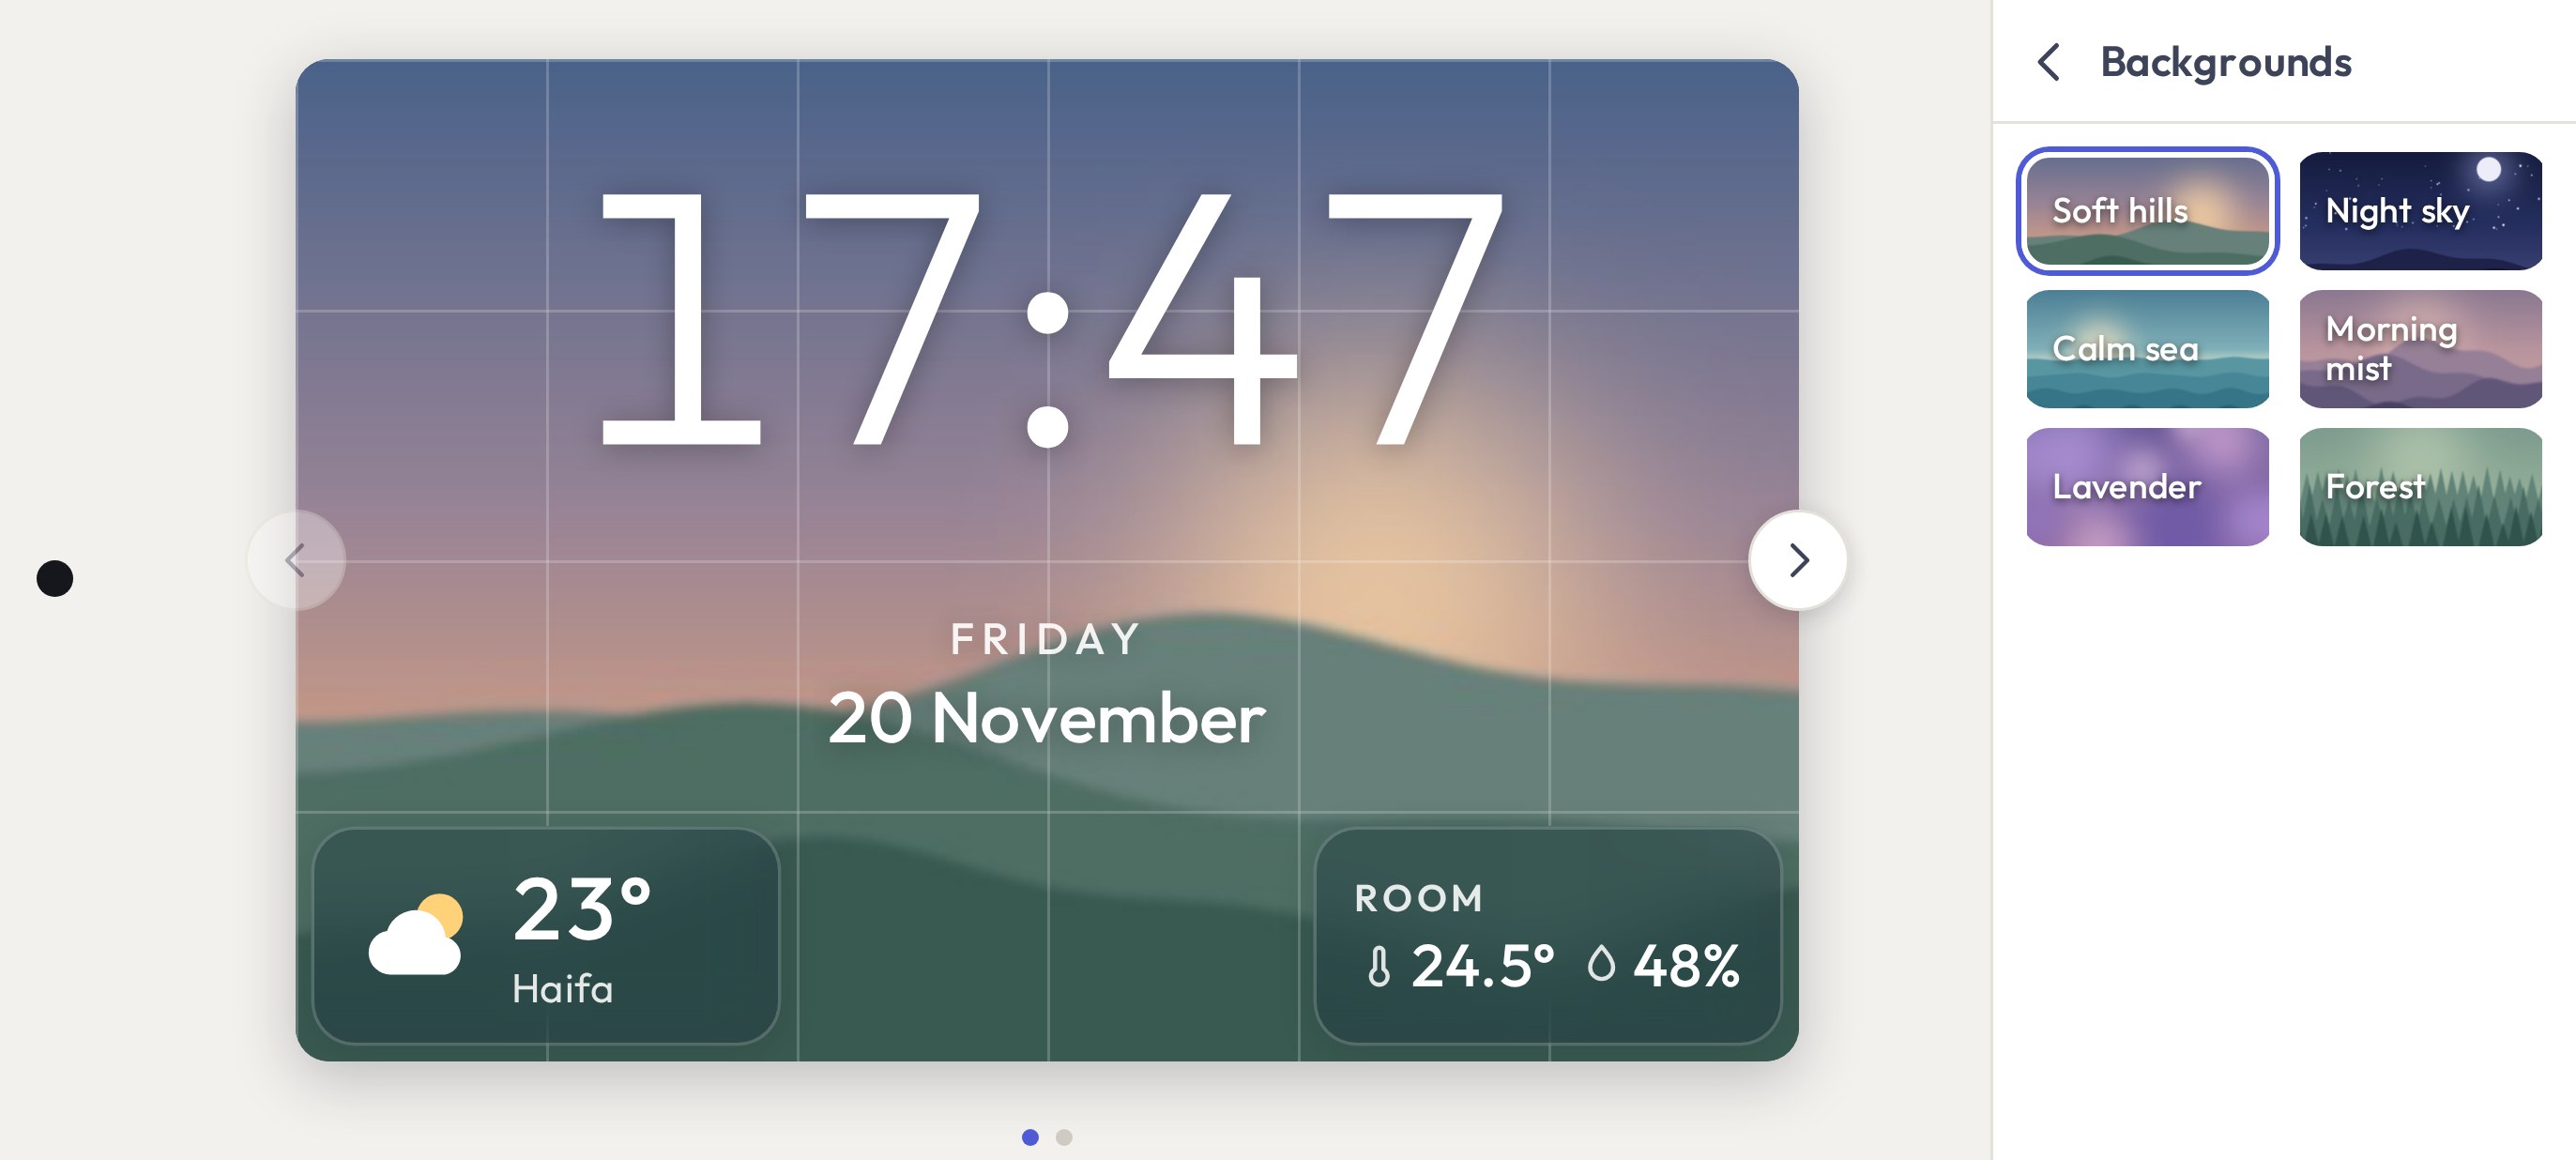 17:47
FRIDAY
20 November
23°
Haifa
ROOM
24.5° 48%
Backgrounds
Soft hills
Night sky
Calm sea
Morning
mist
Lavender
Forest